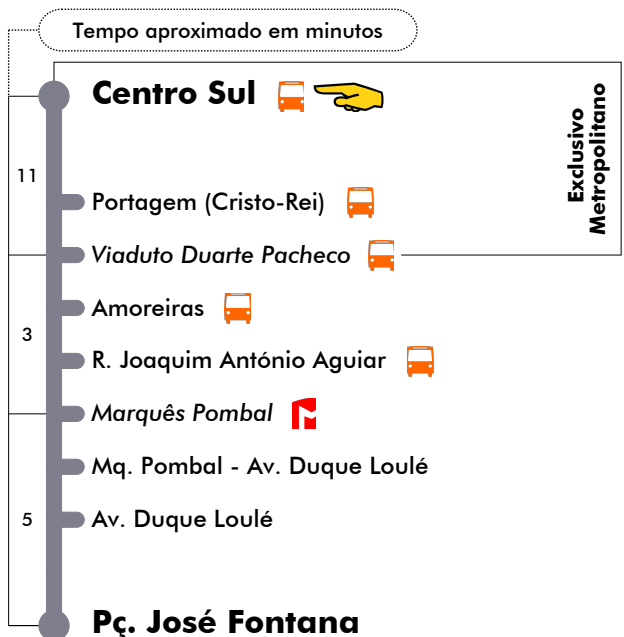 Tempo aproximado em minutos
Centro Sul
Exclusivo
Metropolitano
11
Portagem (Cristo-Rei)
Viaduto Duarte Pacheco
Amoreiras
3
R. Joaquim António Aguiar
Marquês Pombal
Mq. Pombal - Av. Duque Loulé
5
Av. Duque Loulé
Pç. José Fontana